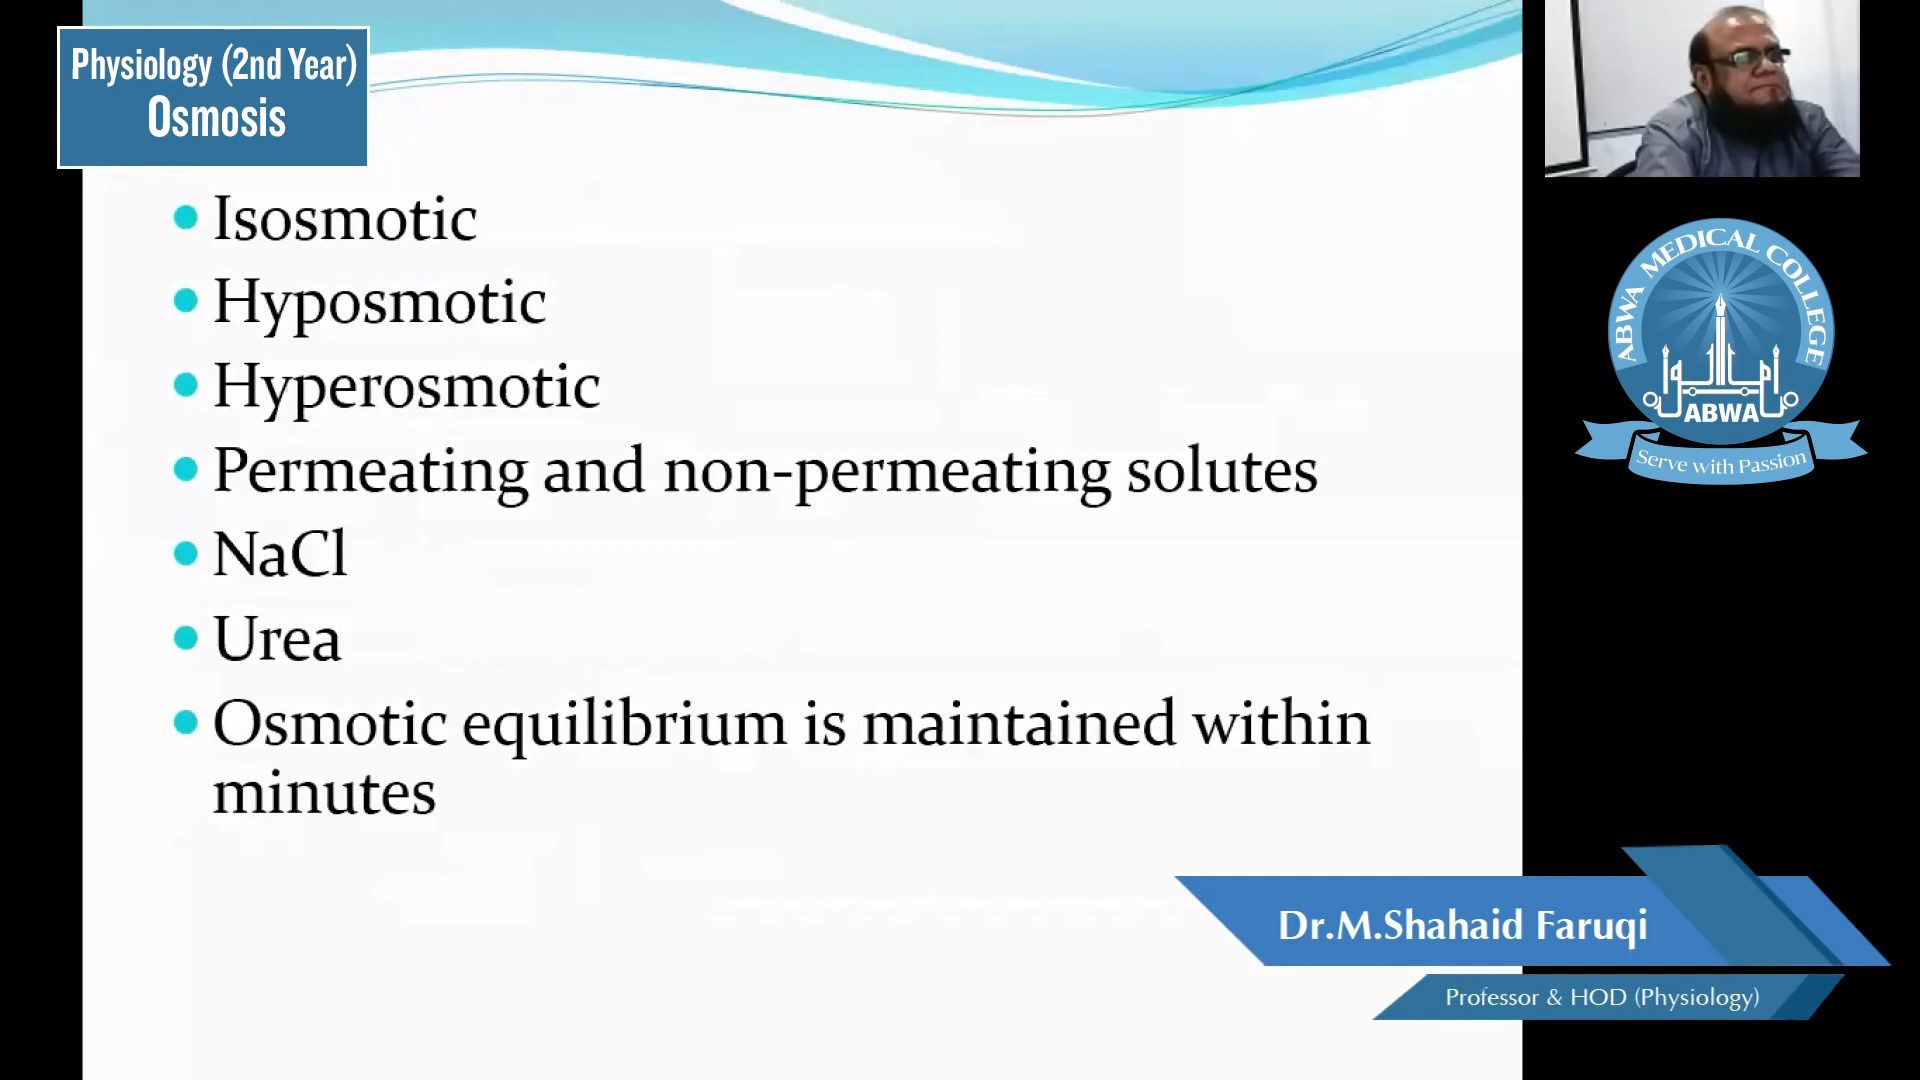 Physiology (2nd Year)
Osmosis
Isosmotic
Hyposmotic
Hyperosmotic
Permeating and non-permeating solutes
NaCl
Urea
Osmotic equilibrium is maintained within
minutes
ABWA MEDICAL COLLEGE
ABWA
Serve with Passion
Dr.M.Shahaid Faruqi
Professor & HOD (Physiology)